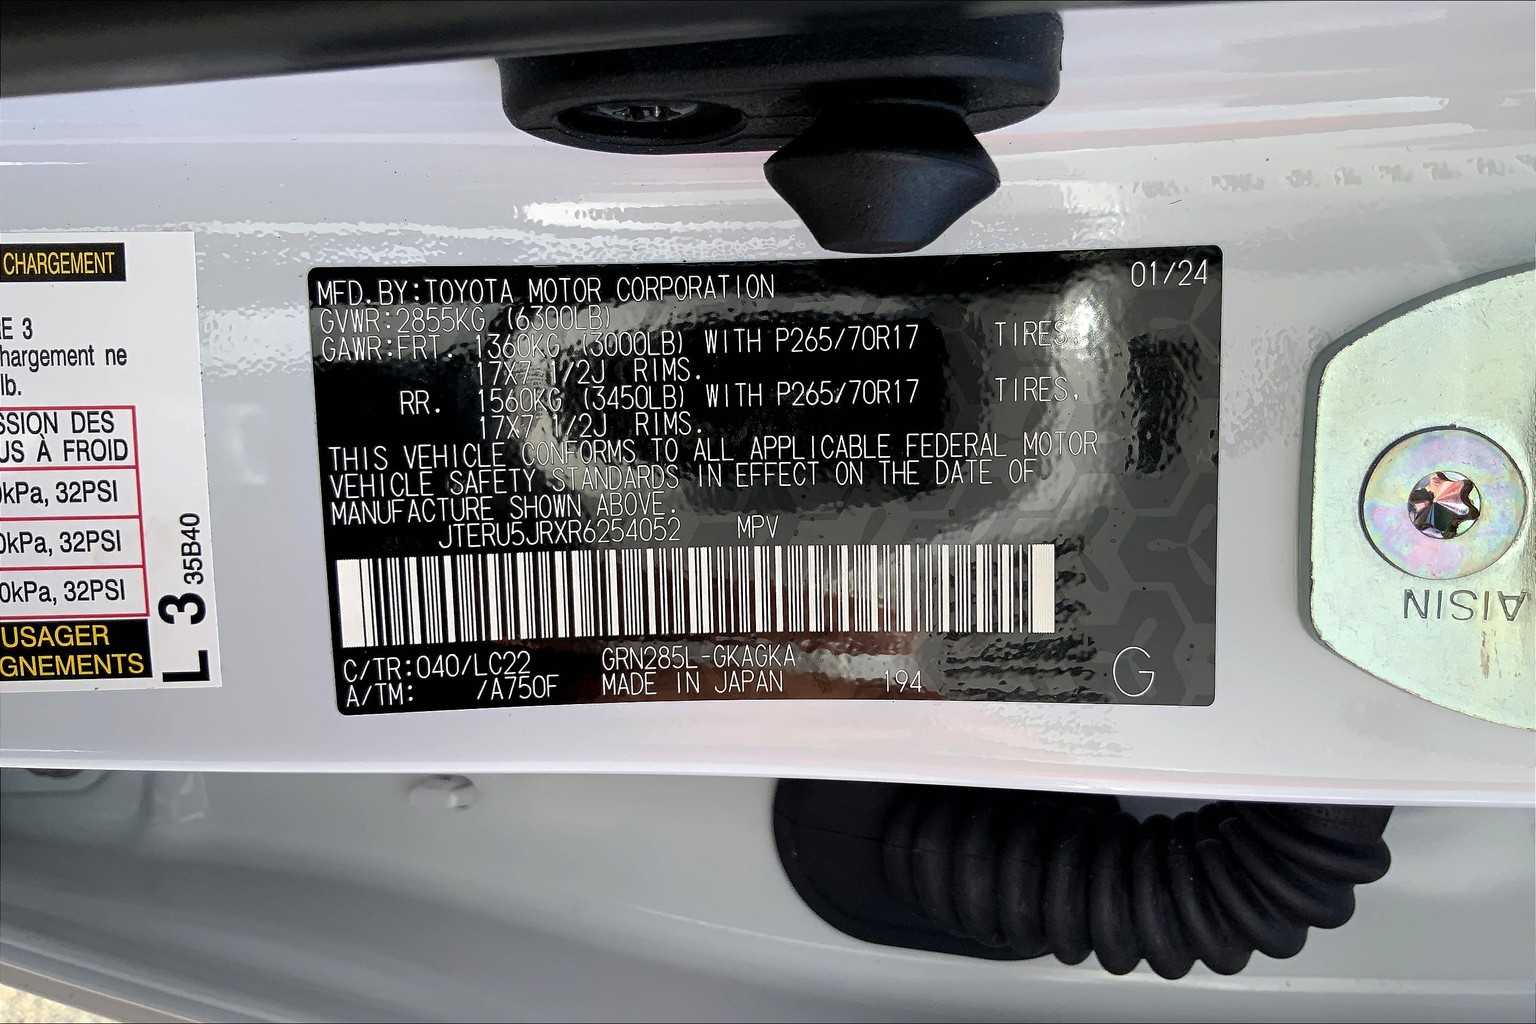 CHARGEMENT
RE 3
hargement ne
lb.
SSION DES
US À FROID
0kPa, 32PSI
0kPa, 32PSI
0kPa, 32PSI
USAGER
GNEMENTS
L 3 35B40
MFD.BY:TOYOTA MOTOR CORPORATION 01/24
GVWR:2855KG (6300LB)
GAWR:FRT. 1360KG (3000LB) WITH P265/70R17 TIRES,
17X7 1/2J RIMS.
RR. 1560KG (3450LB) WITH P265/70R17 TIRES,
17X7 1/2J RIMS.
THIS VEHICLE CONFORMS TO ALL APPLICABLE FEDERAL MOTOR
VEHICLE SAFETY STANDARDS IN EFFECT ON THE DATE OF
MANUFACTURE SHOWN ABOVE.
JTERU5JRXR6254052 MPV
C/TR:040/LC22 GRN285L-GKAGKA
A/TM: /A750F MADE IN JAPAN 194 G
AISIN